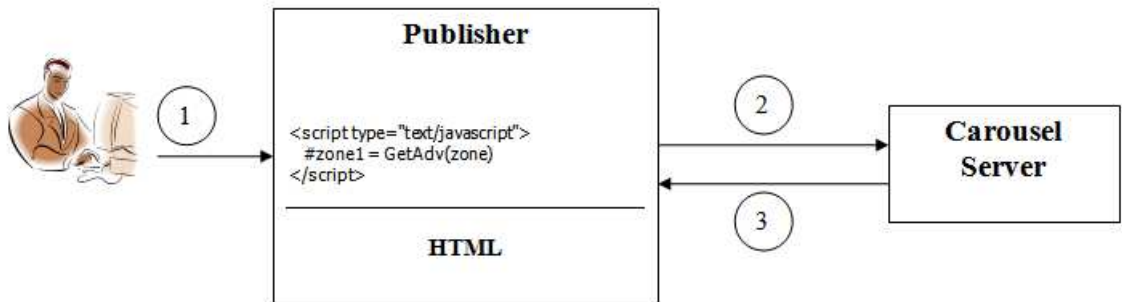 Publisher
1
2
<script type="text/javascript">
#zone1 = GetAdv(zone)
</script>
Carousel
Server
3
HTML